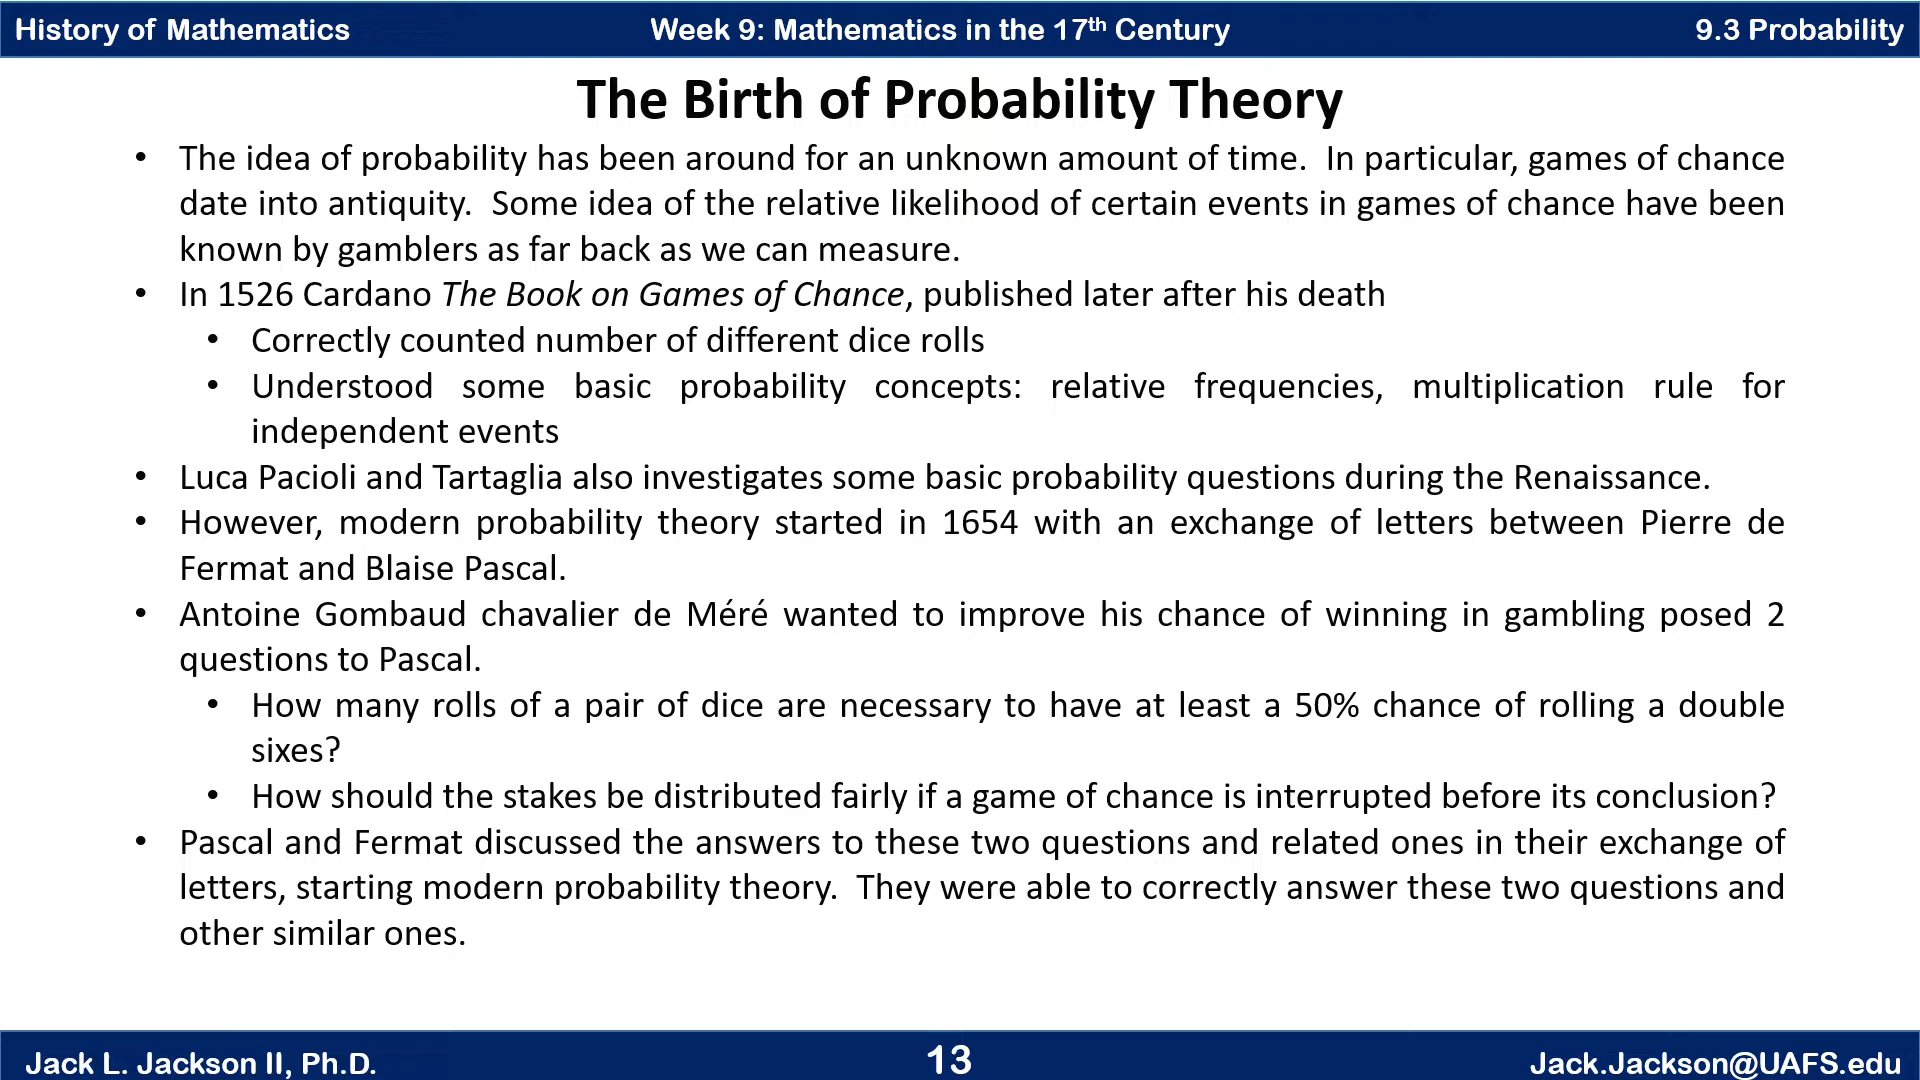 History of Mathematics
Week 9: Mathematics in the 17th Century
9.3 Probability
The Birth of Probability Theory
• The idea of probability has been around for an unknown amount of time. In particular, games of chance
date into antiquity. Some idea of the relative likelihood of certain events in games of chance have been
known by gamblers as far back as we can measure.
• In 1526 Cardano The Book on Games of Chance, published later after his death
• Correctly counted number of different dice rolls
• Understood some basic probability concepts: relative frequencies, multiplication rule for
independent events
• Luca Pacioli and Tartaglia also investigates some basic probability questions during the Renaissance.
• However, modern probability theory started in 1654 with an exchange of letters between Pierre de
Fermat and Blaise Pascal.
• Antoine Gombaud chavalier de Méré wanted to improve his chance of winning in gambling posed 2
questions to Pascal.
• How many rolls of a pair of dice are necessary to have at least a 50% chance of rolling a double
sixes?
• How should the stakes be distributed fairly if a game of chance is interrupted before its conclusion?
• Pascal and Fermat discussed the answers to these two questions and related ones in their exchange of
letters, starting modern probability theory. They were able to correctly answer these two questions and
other similar ones.
Jack L. Jackson II, Ph.D.
13
Jack.Jackson@UAFS.edu